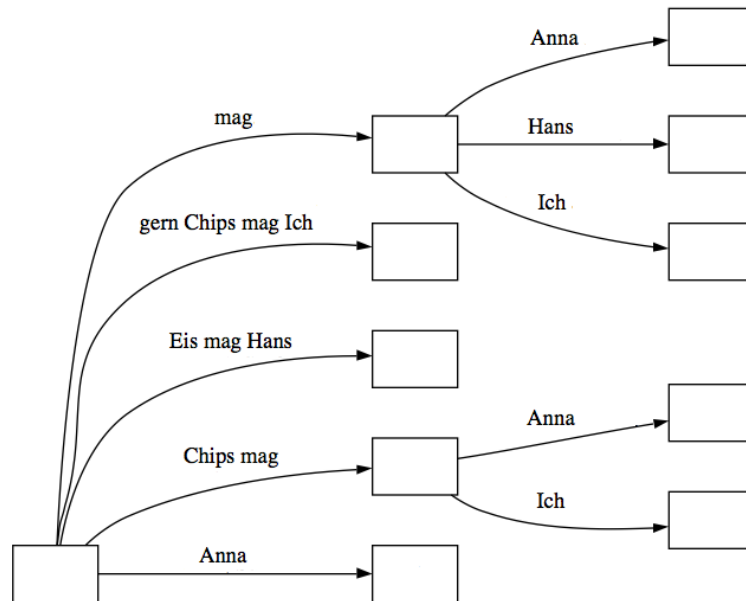 Anna
mag
Hans
Ich
gern Chips mag Ich
Eis mag Hans
Anna
Chips mag
Ich
Anna